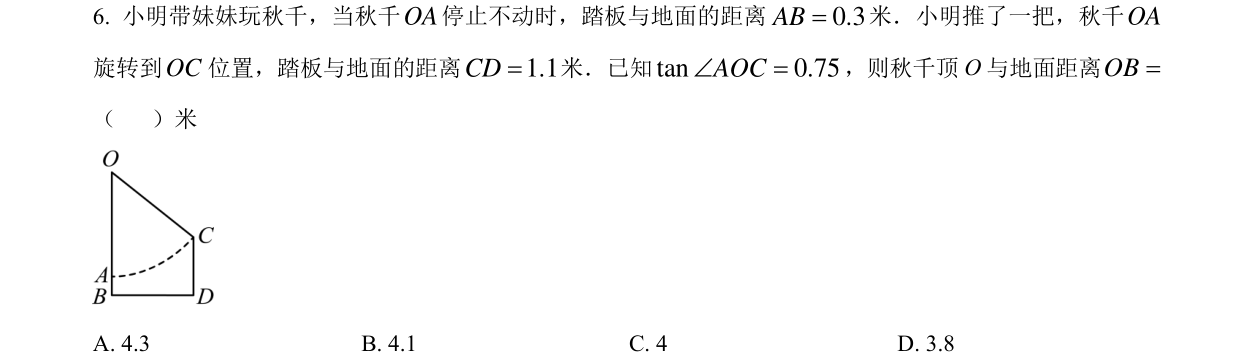 6. 小明带妹妹玩秋千，当秋千OA停止不动时，踏板与地面的距离AB = 0.3米．小明推了一把，秋千OA
旋转到OC位置，踏板与地面的距离CD = 1.1米．已知tan ∠AOC = 0.75，则秋千顶O与地面距离OB =
（ ）米
O
C
A
B
D
A. 4.3 B. 4.1 C. 4 D. 3.8